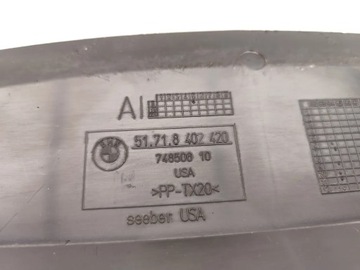 AI
51.71.8 402 420
748508 10
USA
>PP-TX20<
seeber USA